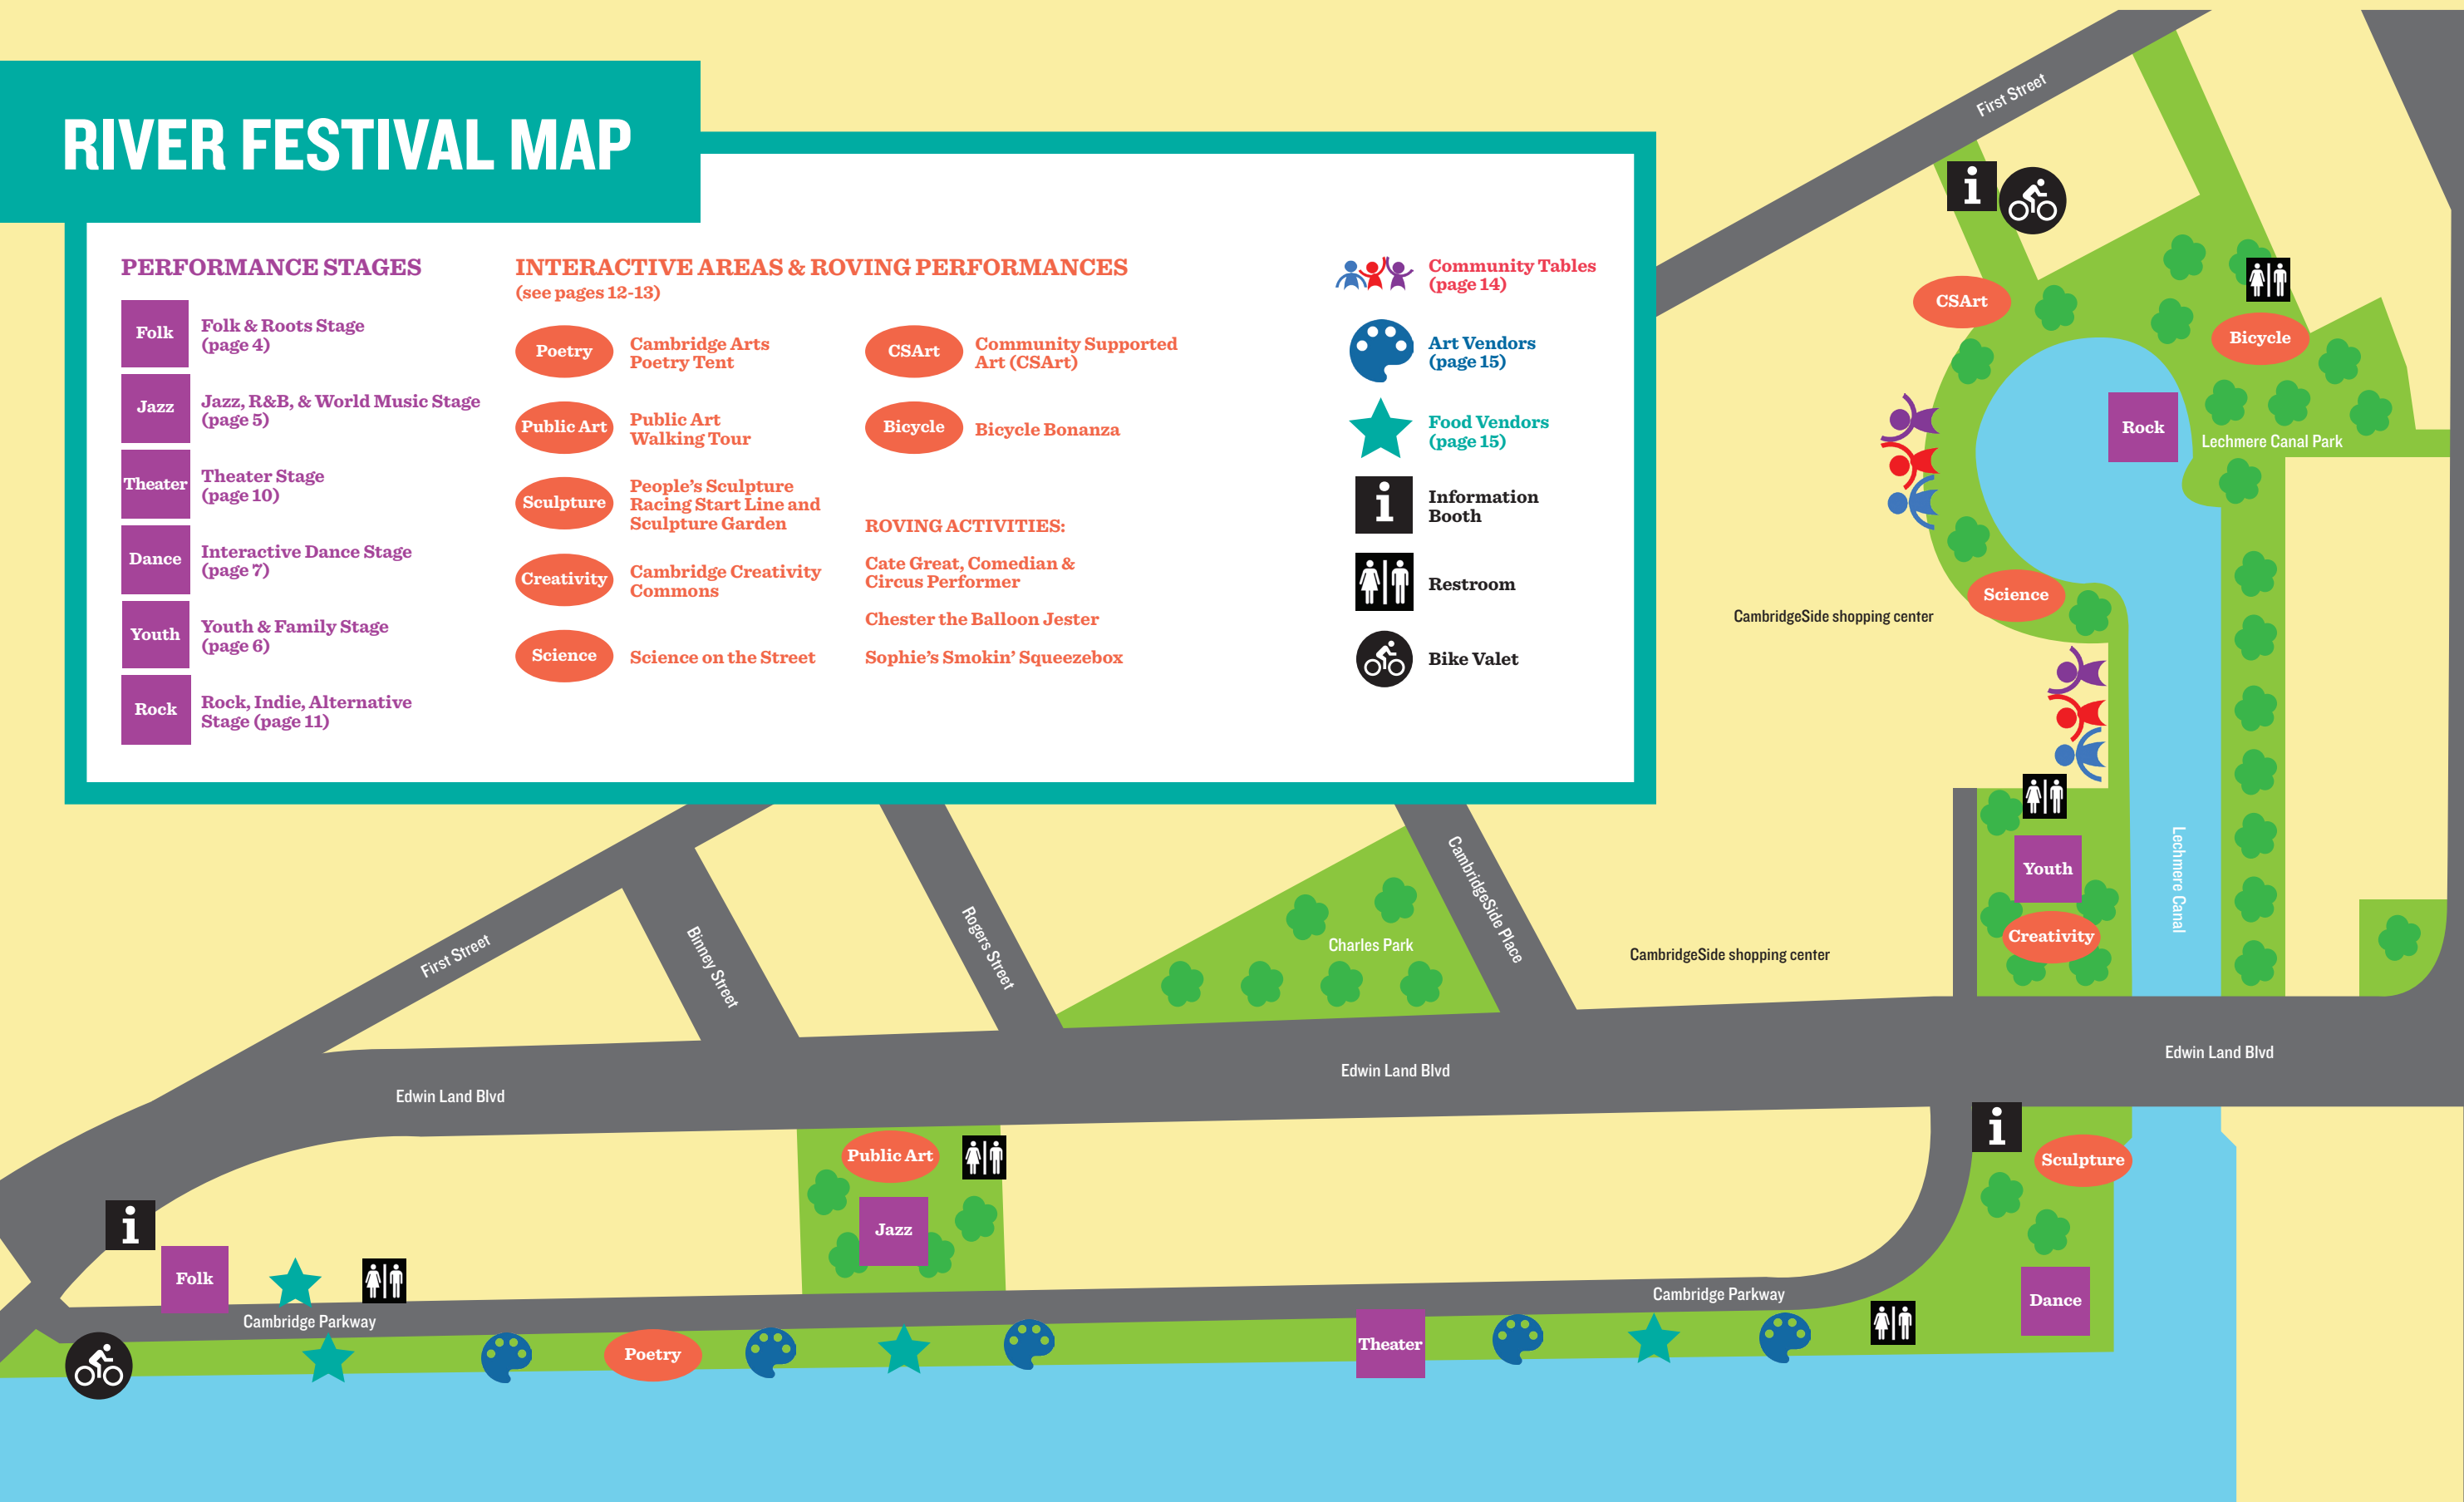 RIVER FESTIVAL MAP
PERFORMANCE STAGES
Folk
Folk & Roots Stage
(page 4)
Jazz
Jazz, R&B, & World Music Stage
(page 5)
Theater
Theater Stage
(page 10)
Dance
Interactive Dance Stage
(page 7)
Youth
Youth & Family Stage
(page 6)
Rock
Rock, Indie, Alternative
Stage (page 11)
INTERACTIVE AREAS & ROVING PERFORMANCES
(see pages 12-13)
Poetry
Cambridge Arts
Poetry Tent
Public Art
Public Art
Walking Tour
Sculpture
People’s Sculpture
Racing Start Line and
Sculpture Garden
Creativity
Cambridge Creativity
Commons
Science
Science on the Street
CSArt
Community Supported
Art (CSArt)
Bicycle
Bicycle Bonanza
ROVING ACTIVITIES:
Cate Great, Comedian &
Circus Performer
Chester the Balloon Jester
Sophie’s Smokin’ Squeezebox
Community Tables
(page 14)
Art Vendors
(page 15)
Food Vendors
(page 15)
i
Information
Booth
Restroom
Bike Valet
First Street
i
CSArt
Bicycle
Rock
Lechmere Canal Park
Science
CambridgeSide shopping center
Youth
Lechmere Canal
Creativity
First Street
Binney Street
Rogers Street
Charles Park
CambridgeSide Place
CambridgeSide shopping center
Edwin Land Blvd
Edwin Land Blvd
Edwin Land Blvd
i
Sculpture
Public Art
Jazz
i
Folk
Dance
Cambridge Parkway
Cambridge Parkway
Theater
Poetry